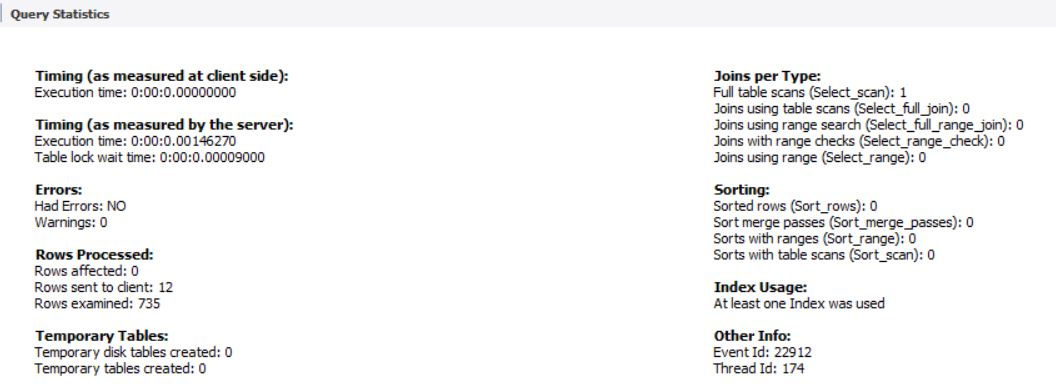 Query Statistics
Timing (as measured at client side):
Execution time: 0:00:0.00000000
Timing (as measured by the server):
Execution time: 0:00:0.00146270
Table lock wait time: 0:00:0.00009000
Errors:
Had Errors: NO
Warnings: 0
Rows Processed:
Rows affected: 0
Rows sent to client: 12
Rows examined: 735
Temporary Tables:
Temporary disk tables created: 0
Temporary tables created: 0
Joins per Type:
Full table scans (Select_scan): 1
Joins using table scans (Select_full_join): 0
Joins using range search (Select_full_range_join): 0
Joins with range checks (Select_range_check): 0
Joins using range (Select_range): 0
Sorting:
Sorted rows (Sort_rows): 0
Sort merge passes (Sort_merge_passes): 0
Sorts with ranges (Sort_range): 0
Sorts with table scans (Sort_scan): 0
Index Usage:
At least one Index was used
Other Info:
Event Id: 22912
Thread Id: 174